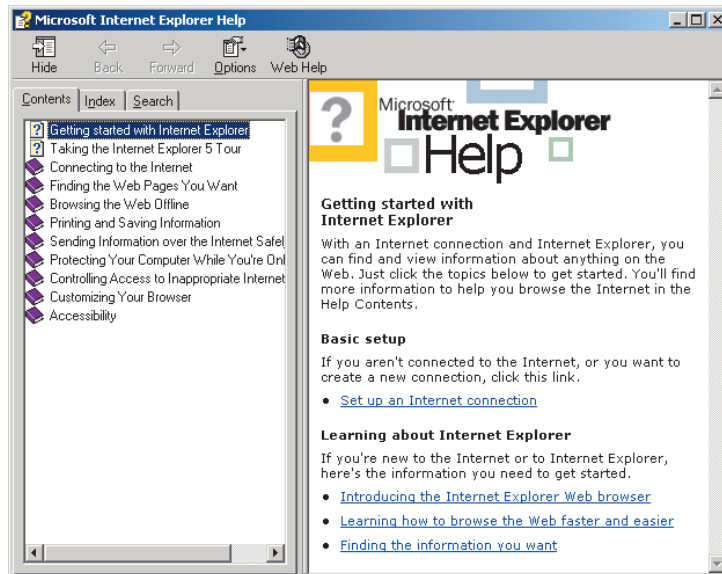 Microsoft Internet Explorer Help
Hide
Back
Forward
Options
Web Help
Contents
Index
Search
Getting started with Internet Explorer
Taking the Internet Explorer 5 Tour
Connecting to the Internet
Finding the Web Pages You Want
Browsing the Web Offline
Printing and Saving Information
Sending Information over the Internet Safel
Protecting Your Computer While You're Onl
Controlling Access to Inappropriate Internet
Customizing Your Browser
Accessibility
?
Microsoft
Internet Explorer
Help
Getting started with
Internet Explorer
With an Internet connection and Internet Explorer, you
can find and view information about anything on the
Web. Just click the topics below to get started. You'll find
more information to help you browse the Internet in the
Help Contents.
Basic setup
If you aren't connected to the Internet, or you want to
create a new connection, click this link.
• Set up an Internet connection
Learning about Internet Explorer
If you're new to the Internet or to Internet Explorer,
here's the information you need to get started.
• Introducing the Internet Explorer Web browser
• Learning how to browse the Web faster and easier
• Finding the information you want